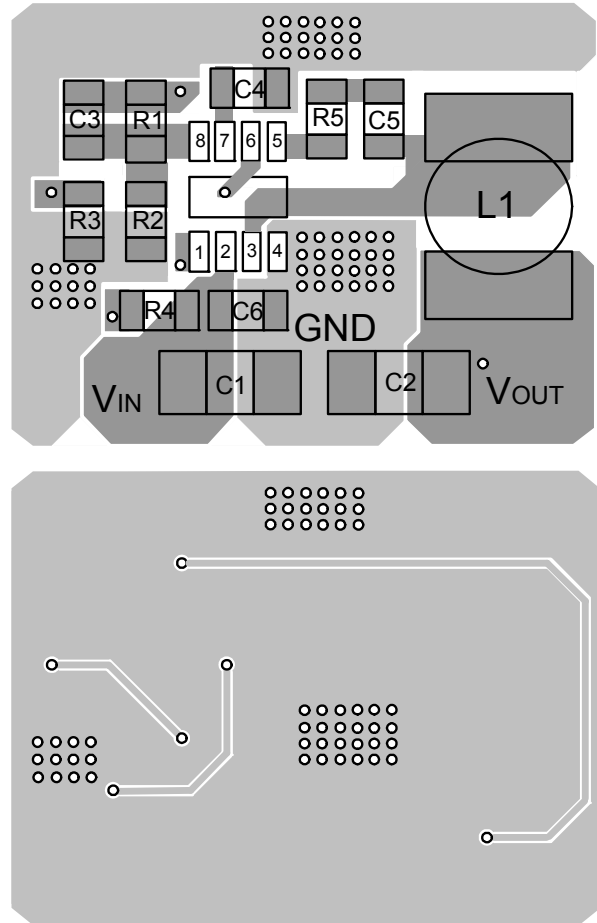 C4
C3 R1 R5 C5
8 7 6 5
R3 R2 L1
1 2 3 4
R4 C6 GND
C1 C2
VIN VOUT